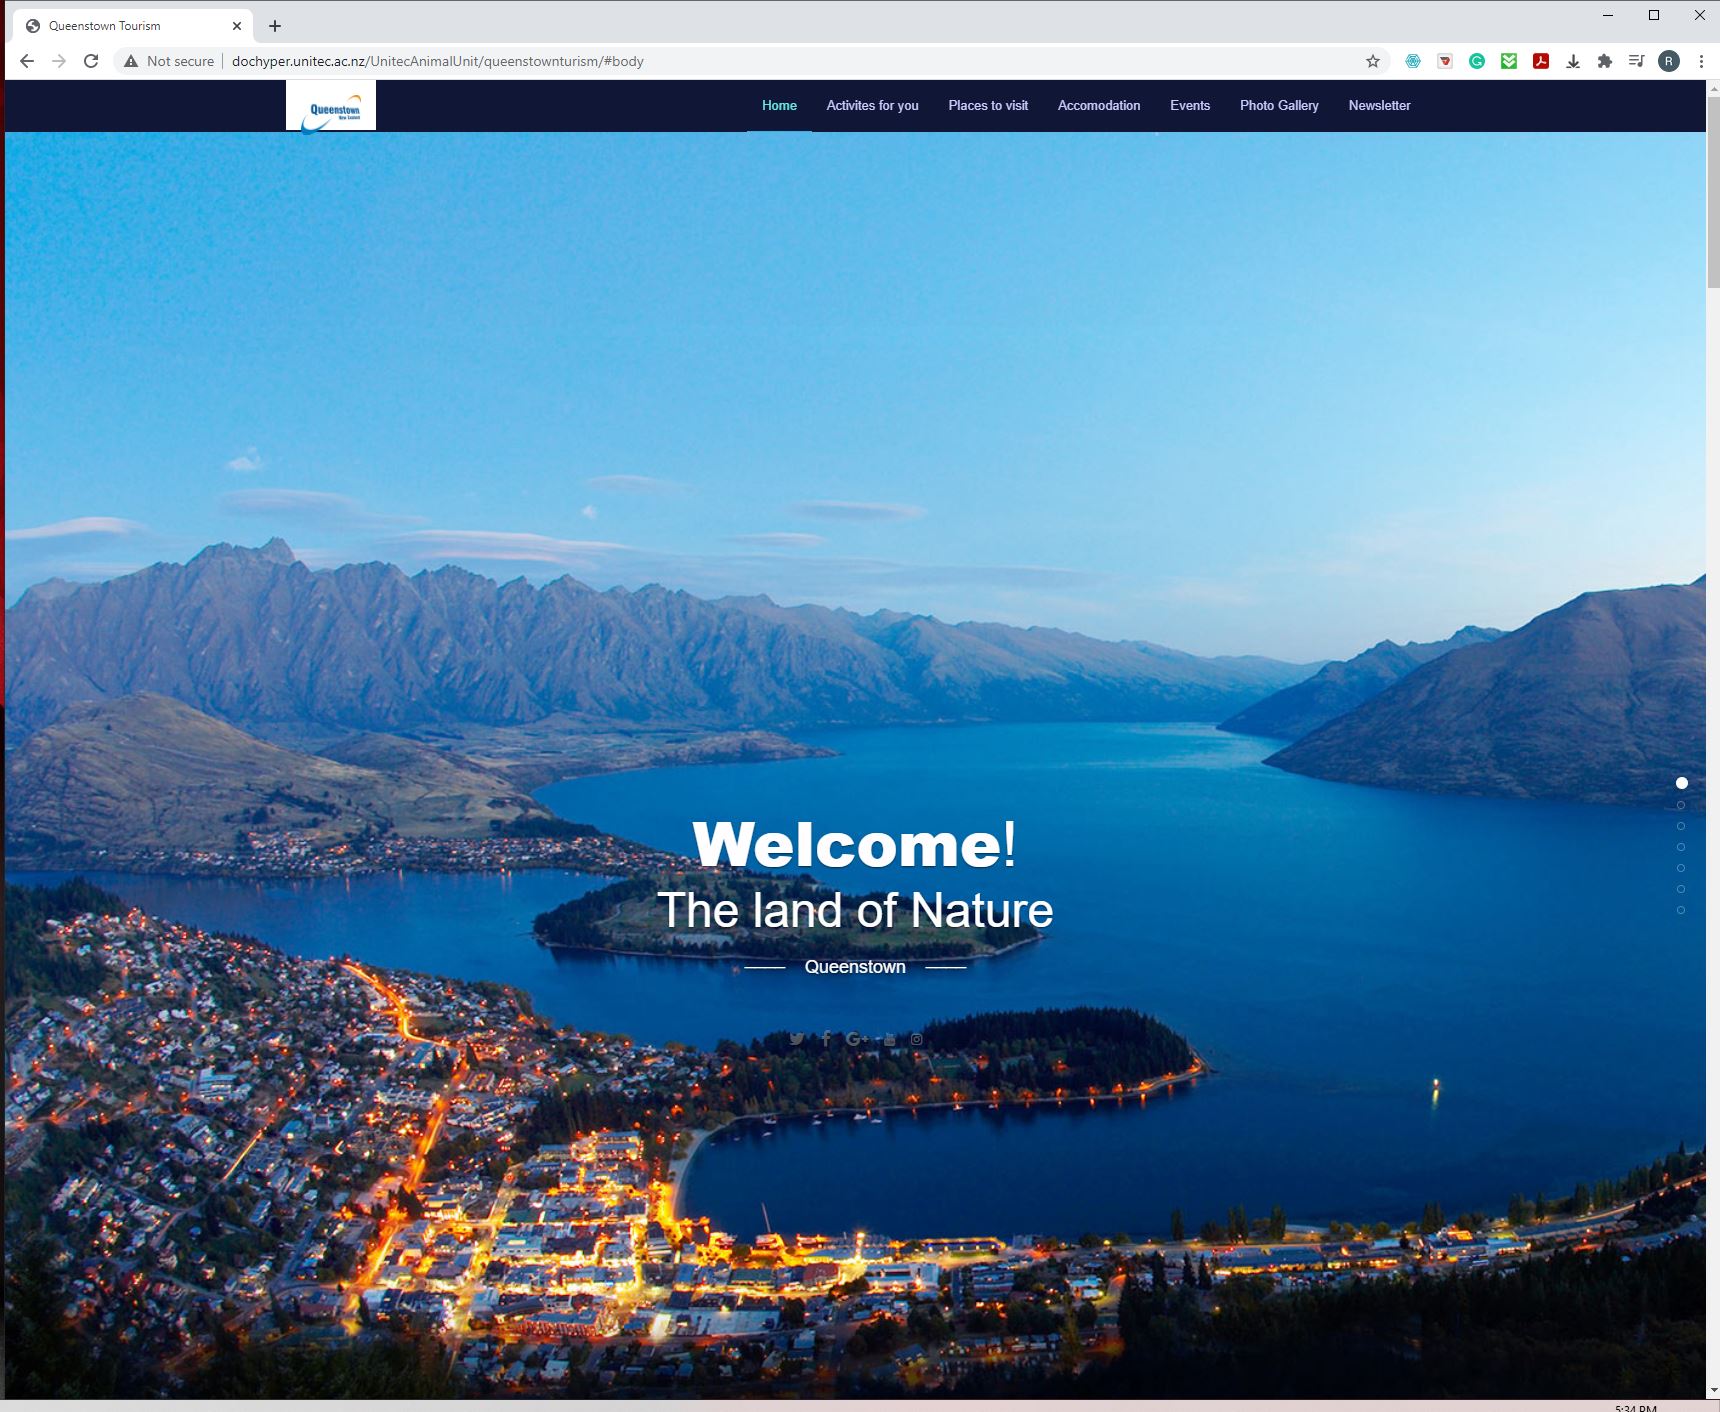 Queenstown Tourism
Not secure
dochyper.unitec.ac.nz/UnitecAnimalUnit/queenstownturism/#body
R
Queenstown
New Zealand
Home
Activites for you
Places to visit
Accomodation
Events
Photo Gallery
Newsletter
Welcome!
The land of Nature
Queenstown
5:34 PM